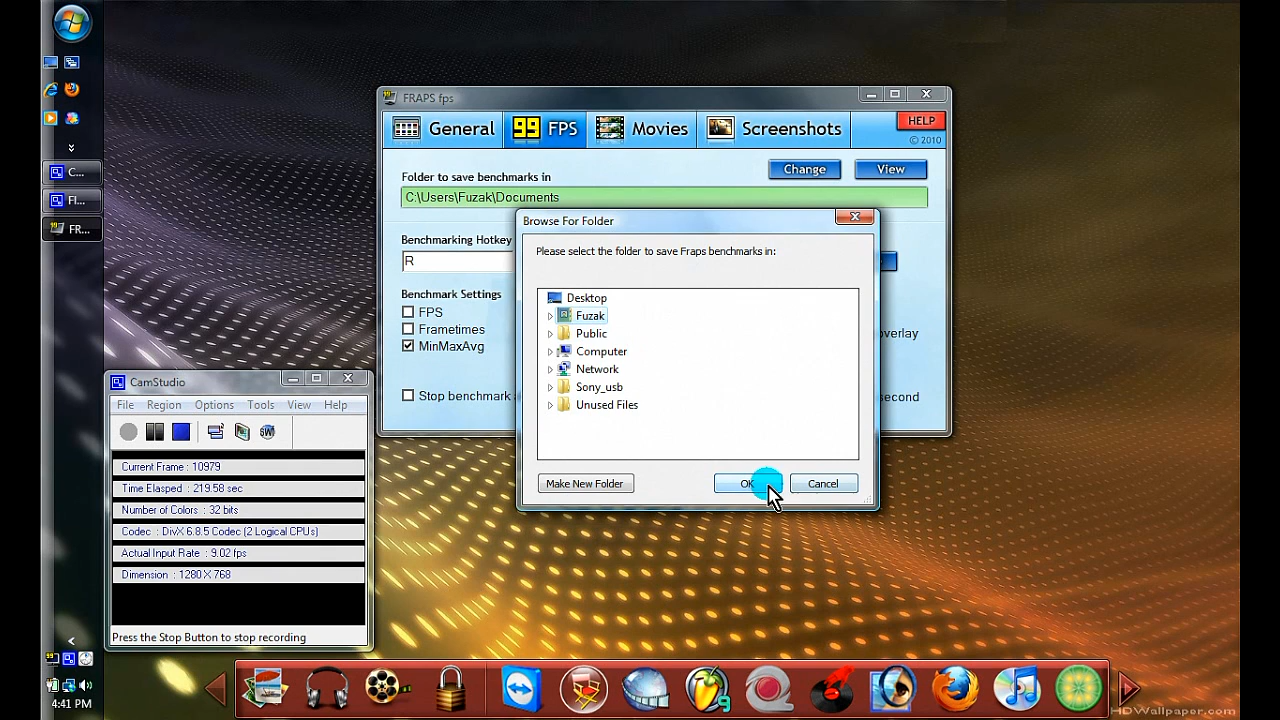 FRAPS fps
General
99 FPS
Movies
Screenshots
HELP
© 2010
Folder to save benchmarks in
Change
View
C:\Users\Fuzak\Documents
Benchmarking Hotkey
R
Benchmark Settings
FPS
Frametimes
MinMaxAvg
overlay
Stop benchmark
second
Browse For Folder
Please select the folder to save Fraps benchmarks in:
Desktop
Fuzak
Public
Computer
Network
Sony_usb
Unused Files
Make New Folder
OK
Cancel
C...
Fl...
FR...
CamStudio
File Region Options Tools View Help
Current Frame : 10979
Time Elasped : 219.58 sec
Number of Colors : 32 bits
Codec : DivX 6.8.5 Codec (2 Logical CPUs)
Actual Input Rate : 9.02 fps
Dimension : 1280 X 768
Press the Stop Button to stop recording
4:41 PM
HDWallpaper.com